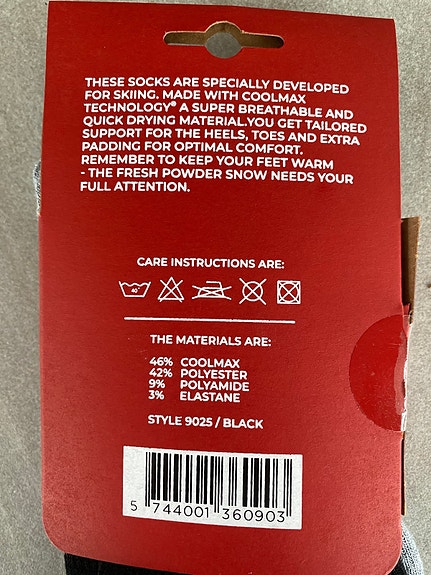 THESE SOCKS ARE SPECIALLY DEVELOPED
FOR SKIING. MADE WITH COOLMAX
TECHNOLOGY® A SUPER BREATHABLE AND
QUICK DRYING MATERIAL.YOU GET TAILORED
SUPPORT FOR THE HEELS, TOES AND EXTRA
PADDING FOR OPTIMAL COMFORT.
REMEMBER TO KEEP YOUR FEET WARM
- THE FRESH POWDER SNOW NEEDS YOUR
FULL ATTENTION.
CARE INSTRUCTIONS ARE:
40°
THE MATERIALS ARE:
46% COOLMAX
42% POLYESTER
9% POLYAMIDE
3% ELASTANE
STYLE 9025 / BLACK
5 744001 360903